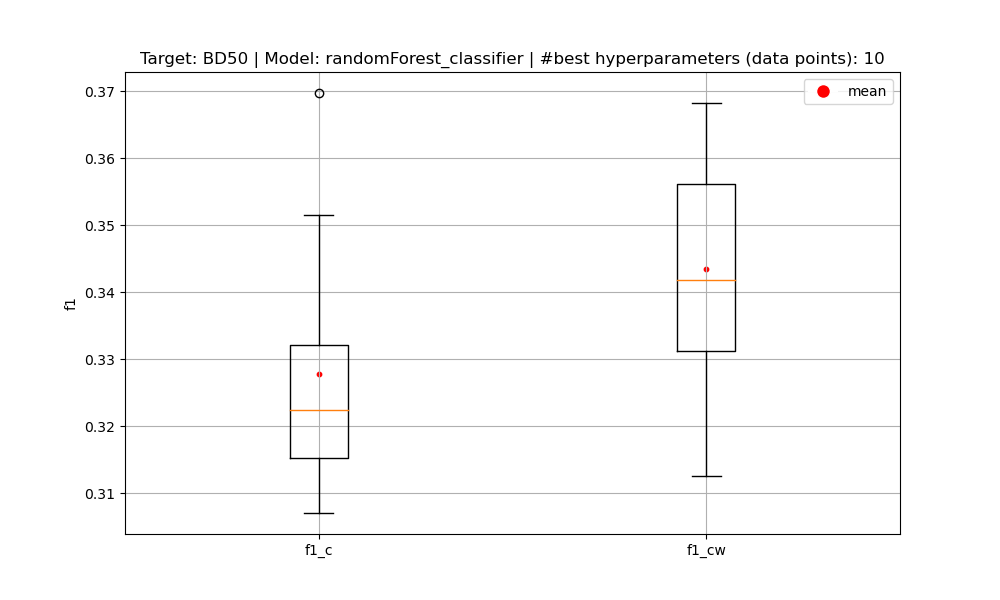 Target: BD50 | Model: randomForest_classifier | #best hyperparameters (data points): 10
mean
0.37
0.36
0.35
0.34
0.33
0.32
0.31
f1
f1_c
f1_cw